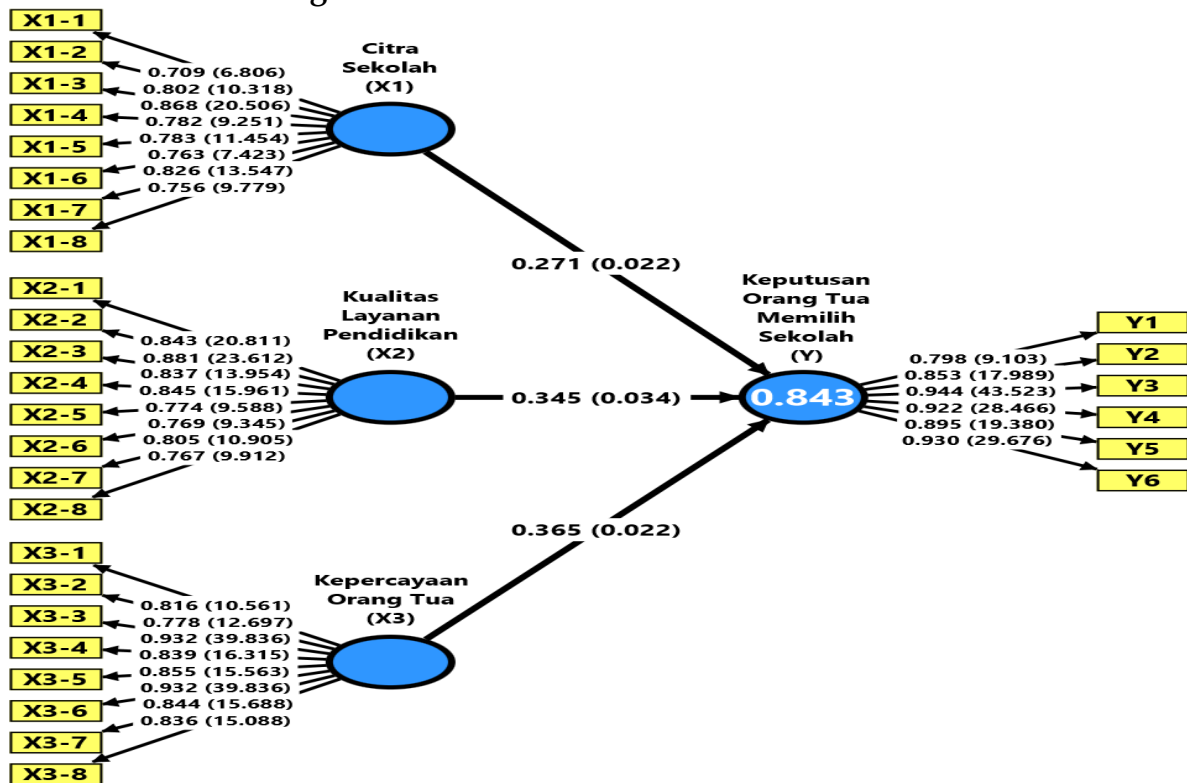 X1-1
X1-2
X1-3
X1-4
X1-5
X1-6
X1-7
X1-8
0.709 (6.806)
0.802 (10.318)
0.868 (20.506)
0.782 (9.251)
0.783 (11.454)
0.763 (7.423)
0.826 (13.547)
0.756 (9.779)
Citra
Sekolah
(X1)
0.271 (0.022)
X2-1
X2-2
X2-3
X2-4
X2-5
X2-6
X2-7
X2-8
0.843 (20.811)
0.881 (23.612)
0.837 (13.954)
0.845 (15.961)
0.774 (9.588)
0.769 (9.345)
0.805 (10.905)
0.767 (9.912)
Kualitas
Layanan
Pendidikan
(X2)
0.345 (0.034)
X3-1
X3-2
X3-3
X3-4
X3-5
X3-6
X3-7
X3-8
0.816 (10.561)
0.778 (12.697)
0.932 (39.836)
0.839 (16.315)
0.855 (15.563)
0.932 (39.836)
0.844 (15.688)
0.836 (15.088)
Kepercayaan
Orang Tua
(X3)
0.365 (0.022)
Keputusan
Orang Tua
Memilih
Sekolah
(Y)
0.843
0.798 (9.103)
0.853 (17.989)
0.944 (43.523)
0.922 (28.466)
0.895 (19.380)
0.930 (29.676)
Y1
Y2
Y3
Y4
Y5
Y6